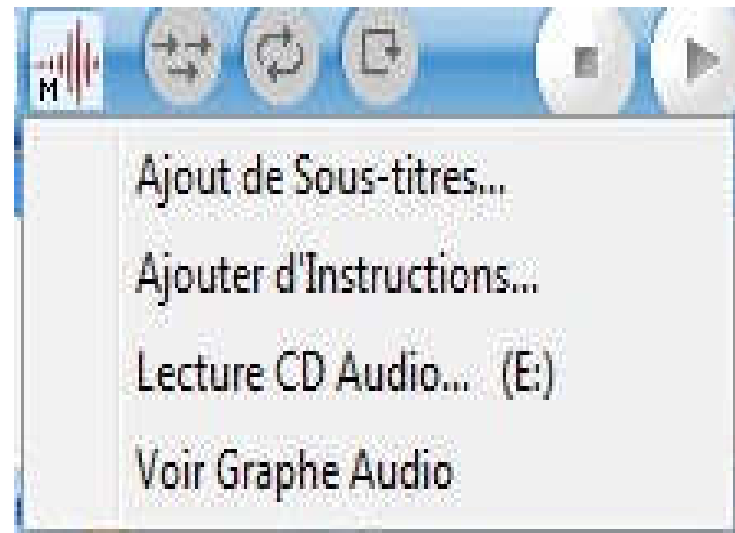 M
Ajout de Sous-titres...
Ajouter d'Instructions...
Lecture CD Audio... (E:)
Voir Graphe Audio